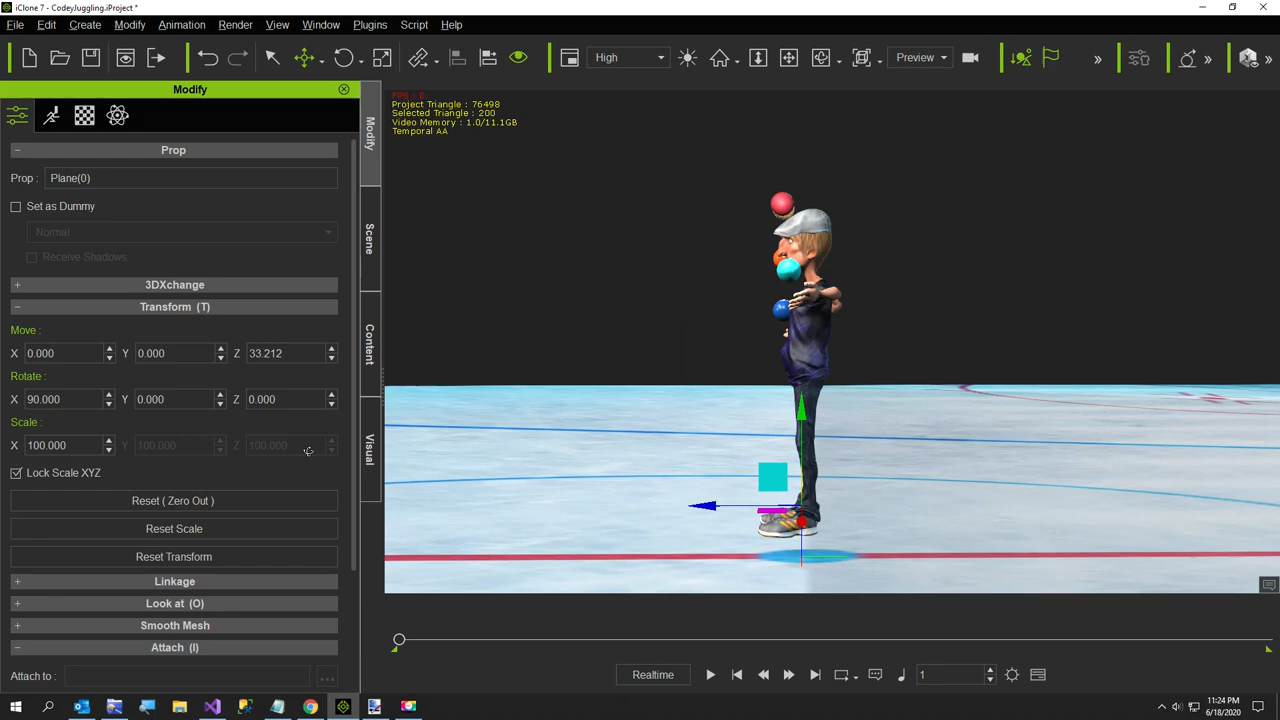 iClone 7 - CodeyJuggling.iProject *
File Edit Create Modify Animation Render View Window Plugins Script Help
High Preview
Modify
FPS : 0
Project Triangle : 76498
Selected Triangle : 200
Video Memory : 1.0/11.1GB
Temporal AA
Prop
Prop : Plane(0)
Set as Dummy
Normal
Receive Shadows
3DXchange
Transform (T)
Move :
X 0.000 Y 0.000 Z 33.212
Rotate :
X 90.000 Y 0.000 Z 0.000
Scale :
X 100.000 Y 100.000 Z 100.000
Lock Scale XYZ
Reset ( Zero Out )
Reset Scale
Reset Transform
Linkage
Look at (O)
Smooth Mesh
Attach (I)
Attach to : ...
Modify
Scene
Content
Visual
Realtime 1
11:24 PM
6/18/2020